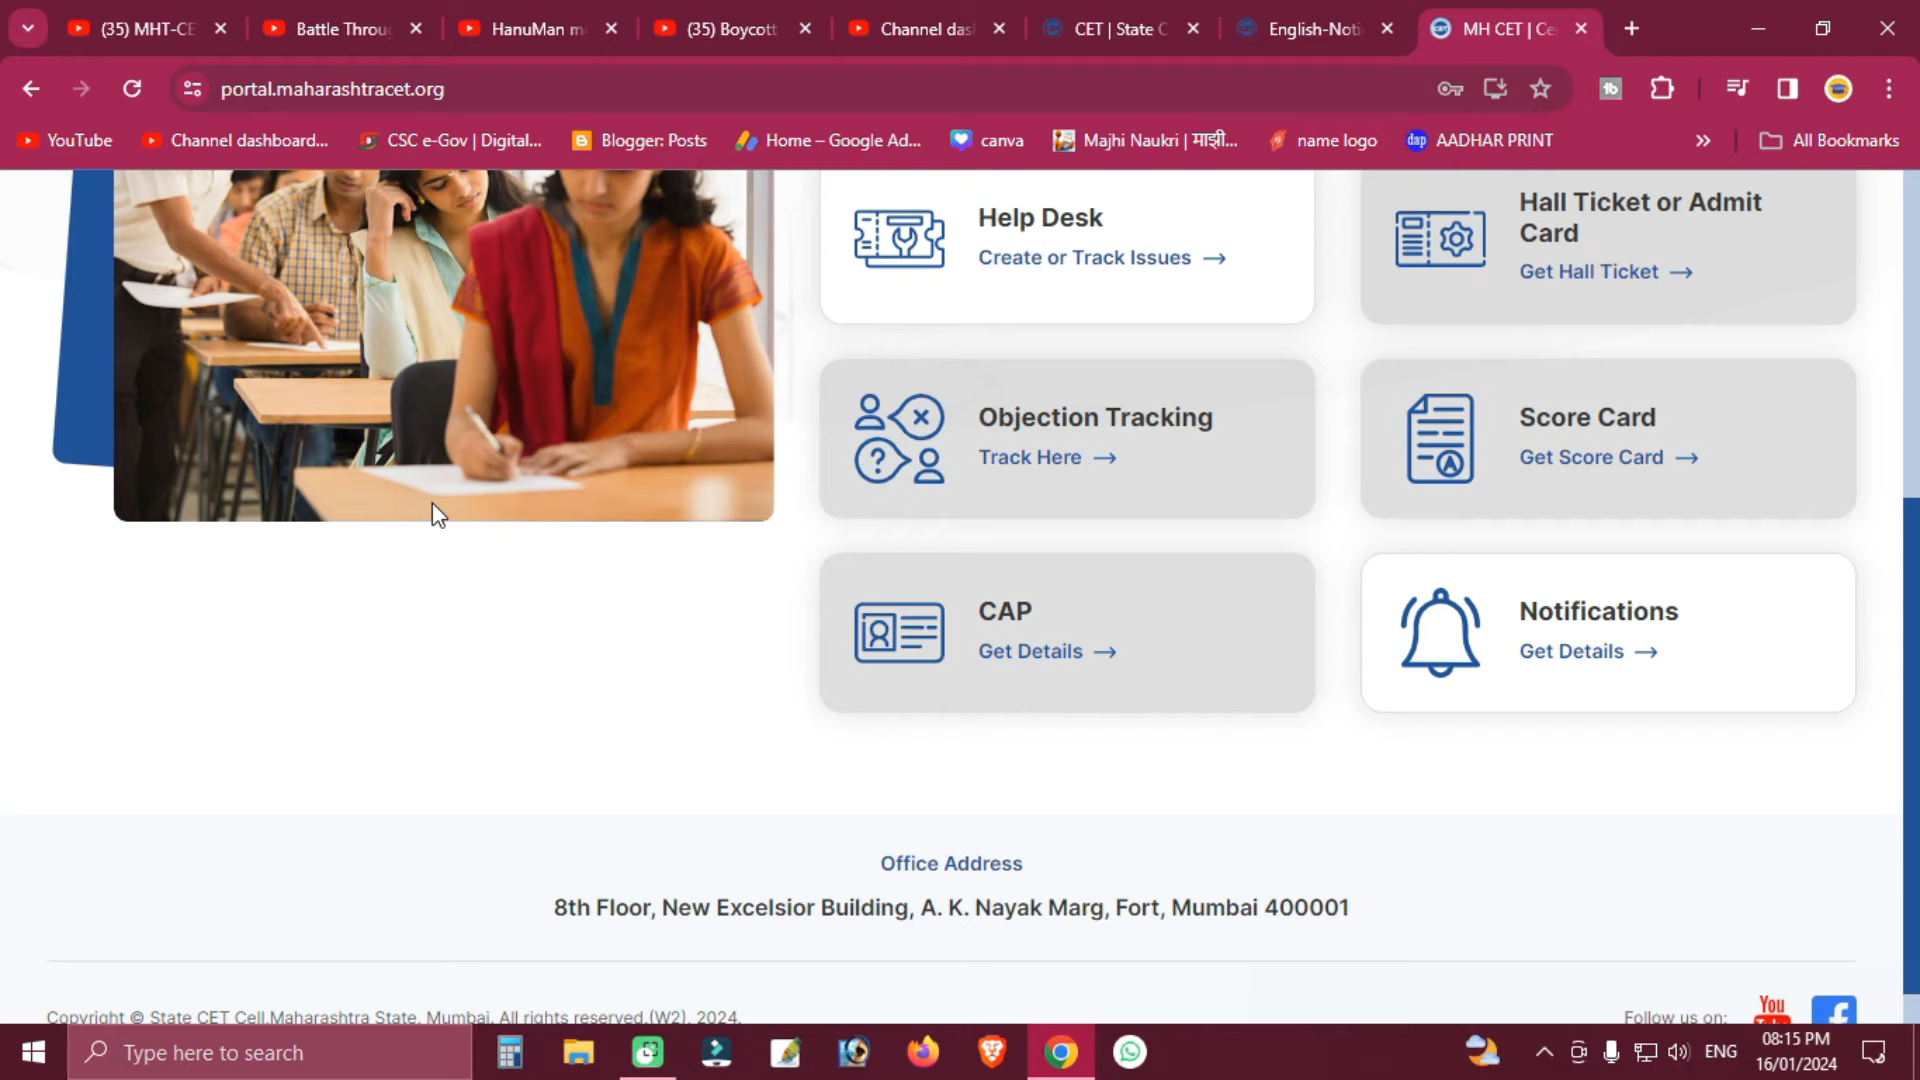 (35) MHT-CE
Battle Throu
HanuMan m
(35) Boycott
Channel das
CET | State C
English-Noti
MH CET | Ce
portal.maharashtracet.org
YouTube
Channel dashboard...
CSC e-Gov | Digital...
Blogger: Posts
Home – Google Ad...
canva
Majhi Naukri | माझी...
name logo
dap AADHAR PRINT
All Bookmarks
Help Desk
Create or Track Issues →
Hall Ticket or Admit
Card
Get Hall Ticket →
Objection Tracking
Track Here →
Score Card
Get Score Card →
CAP
Get Details →
Notifications
Get Details →
Office Address
8th Floor, New Excelsior Building, A. K. Nayak Marg, Fort, Mumbai 400001
Copyright © State CET Cell,Maharashtra State, Mumbai. All rights reserved.(W2), 2024.
Follow us on:
You
Type here to search
ENG
08:15 PM
16/01/2024